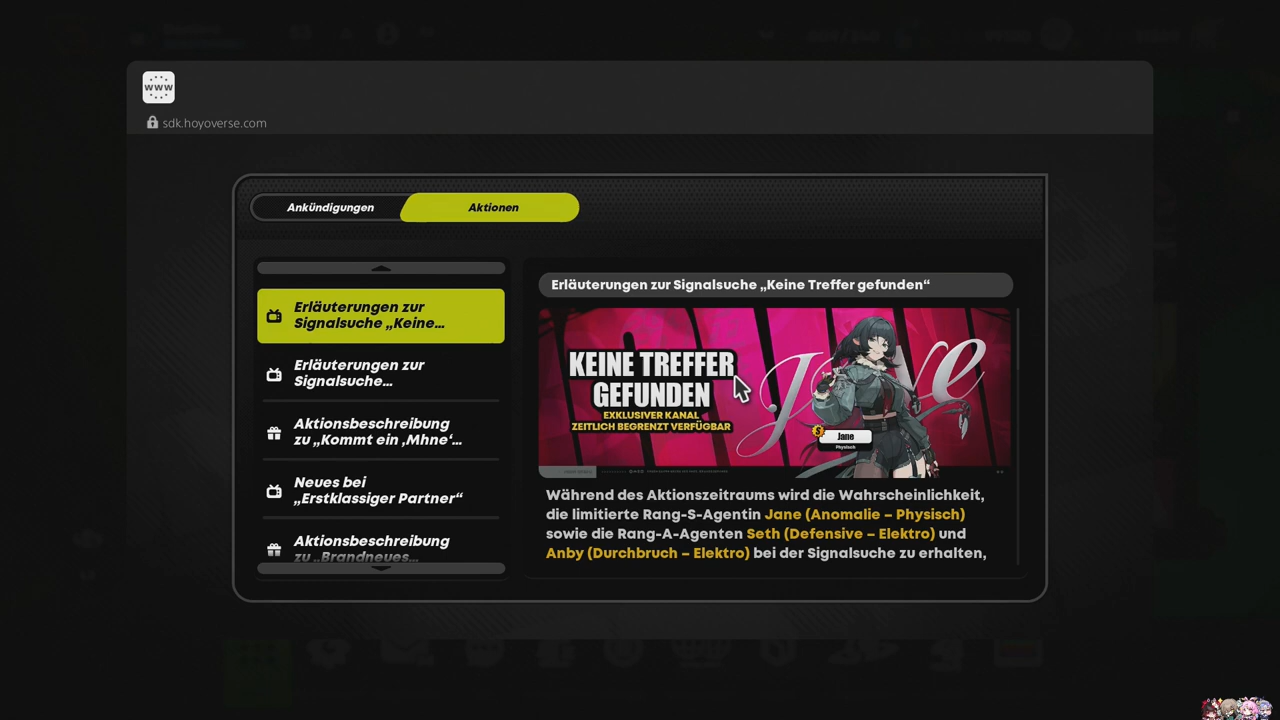 www
sdk.hoyoverse.com
Ankündigungen
Aktionen
Erläuterungen zur
Signalsuche „Keine...
Erläuterungen zur
Signalsuche...
Aktionsbeschreibung
zu „Kommt ein ‚Mhne‘...
Neues bei
„Erstklassiger Partner“
Aktionsbeschreibung
zu „Brandneues...
Erläuterungen zur Signalsuche „Keine Treffer gefunden“
KEINE TREFFER
GEFUNDEN
EXKLUSIVER KANAL
ZEITLICH BEGRENZT VERFÜGBAR
Jane
S
Jane
Physisch
Während des Aktionszeitraums wird die Wahrscheinlichkeit,
die limitierte Rang-S-Agentin Jane (Anomalie – Physisch)
sowie die Rang-A-Agenten Seth (Defensive – Elektro) und
Anby (Durchbruch – Elektro) bei der Signalsuche zu erhalten,